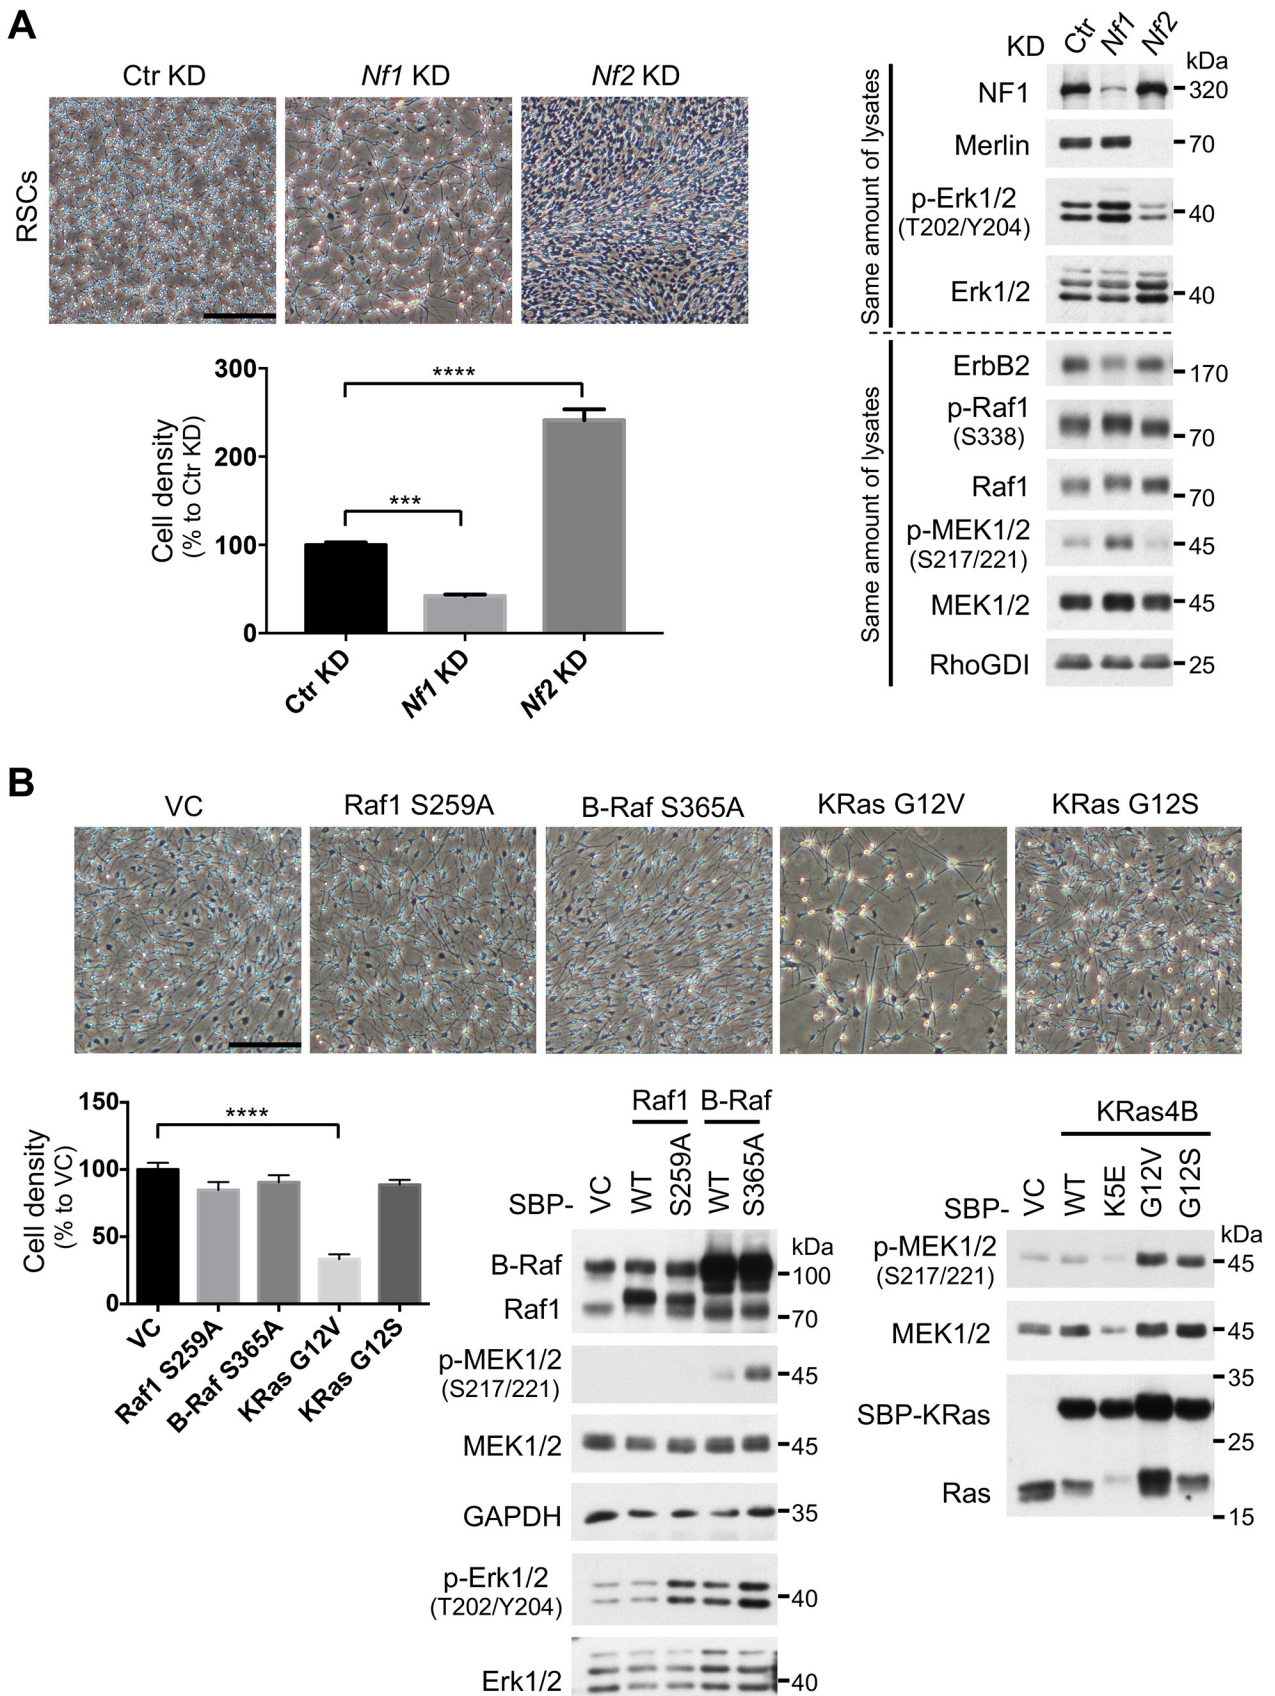 A
Ctr KD
Nf1 KD
Nf2 KD
RSCs
Cell density
(% to Ctr KD)
300
200
100
0
****
***
Ctr KD
Nf1 KD
Nf2 KD
KD
Ctr
Nf1
Nf2
kDa
Same amount of lysates
NF1
320
Merlin
70
p-Erk1/2
(T202/Y204)
40
Erk1/2
40
Same amount of lysates
ErbB2
170
p-Raf1
(S338)
70
Raf1
70
p-MEK1/2
(S217/221)
45
MEK1/2
45
RhoGDI
25
B
VC
Raf1 S259A
B-Raf S365A
KRas G12V
KRas G12S
Cell density
(% to VC)
150
100
50
0
****
VC
Raf1 S259A
B-Raf S365A
KRas G12V
KRas G12S
Raf1
B-Raf
SBP-
VC
WT
S259A
WT
S365A
kDa
B-Raf
100
Raf1
70
p-MEK1/2
(S217/221)
45
MEK1/2
45
GAPDH
35
p-Erk1/2
(T202/Y204)
40
Erk1/2
40
KRas4B
SBP-
VC
WT
K5E
G12V
G12S
kDa
p-MEK1/2
(S217/221)
45
MEK1/2
45
35
SBP-KRas
25
Ras
15